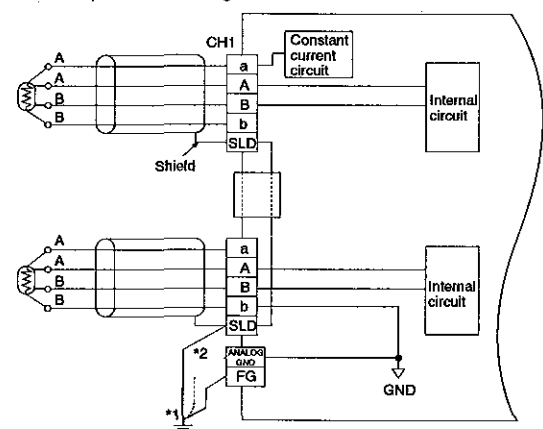 CH1
Constant
current
circuit
A
A
B
B
a
A
B
b
SLD
Internal
circuit
Shield
A
A
B
B
a
A
B
b
SLD
Internal
circuit
*2
ANALOG
GND
FG
GND
*1